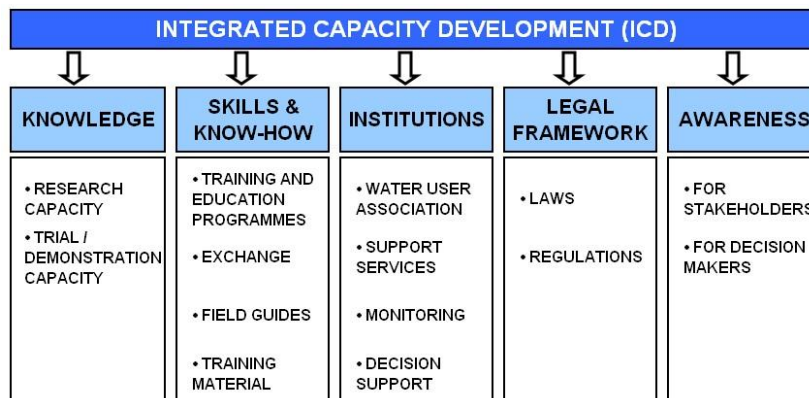 INTEGRATED CAPACITY DEVELOPMENT (ICD)
KNOWLEDGE
• RESEARCH
CAPACITY
• TRIAL /
DEMONSTRATION
CAPACITY
SKILLS &
KNOW-HOW
• TRAINING AND
EDUCATION
PROGRAMMES
• EXCHANGE
• FIELD GUIDES
• TRAINING
MATERIAL
INSTITUTIONS
• WATER USER
ASSOCIATION
• SUPPORT
SERVICES
• MONITORING
• DECISION
SUPPORT
LEGAL
FRAMEWORK
• LAWS
• REGULATIONS
AWARENESS
• FOR
STAKEHOLDERS
• FOR DECISION
MAKERS